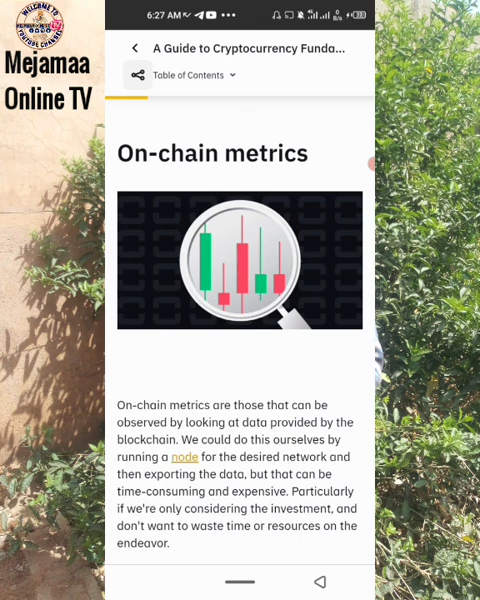 WELCOME TO
YOUTUBE CHANNEL
Mejamaa
Online TV
6:27 AM
A Guide to Cryptocurrency Funda...
Table of Contents
On-chain metrics
On-chain metrics are those that can be
observed by looking at data provided by the
blockchain. We could do this ourselves by
running a node for the desired network and
then exporting the data, but that can be
time-consuming and expensive. Particularly
if we're only considering the investment, and
don't want to waste time or resources on the
endeavor.